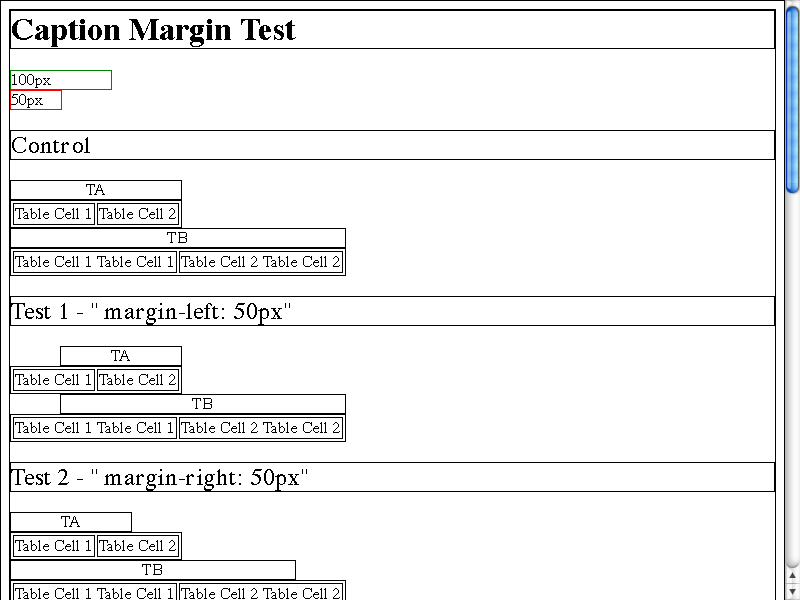 Caption Margin Test
100px
50px
Control
TA
Table Cell 1 Table Cell 2
TB
Table Cell 1 Table Cell 1 Table Cell 2 Table Cell 2
Test 1 - "margin-left: 50px"
TA
Table Cell 1 Table Cell 2
TB
Table Cell 1 Table Cell 1 Table Cell 2 Table Cell 2
Test 2 - "margin-right: 50px"
TA
Table Cell 1 Table Cell 2
TB
Table Cell 1 Table Cell 1 Table Cell 2 Table Cell 2